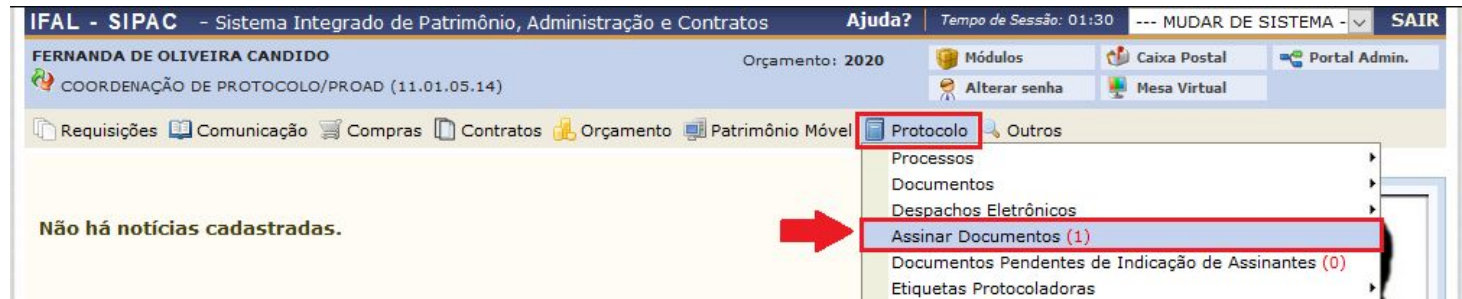 IFAL - SIPAC - Sistema Integrado de Patrimônio, Administração e Contratos Ajuda? Tempo de Sessão: 01:30 --- MUDAR DE SISTEMA - SAIR
FERNANDA DE OLIVEIRA CANDIDO Orçamento: 2020 Módulos Caixa Postal Portal Admin.
COORDENAÇÃO DE PROTOCOLO/PROAD (11.01.05.14) Alterar senha Mesa Virtual
Requisições Comunicação Compras Contratos Orçamento Patrimônio Móvel Protocolo Outros
Processos
Documentos
Despachos Eletrônicos
Não há notícias cadastradas. Assinar Documentos (1)
Documentos Pendentes de Indicação de Assinantes (0)
Etiquetas Protocoladoras